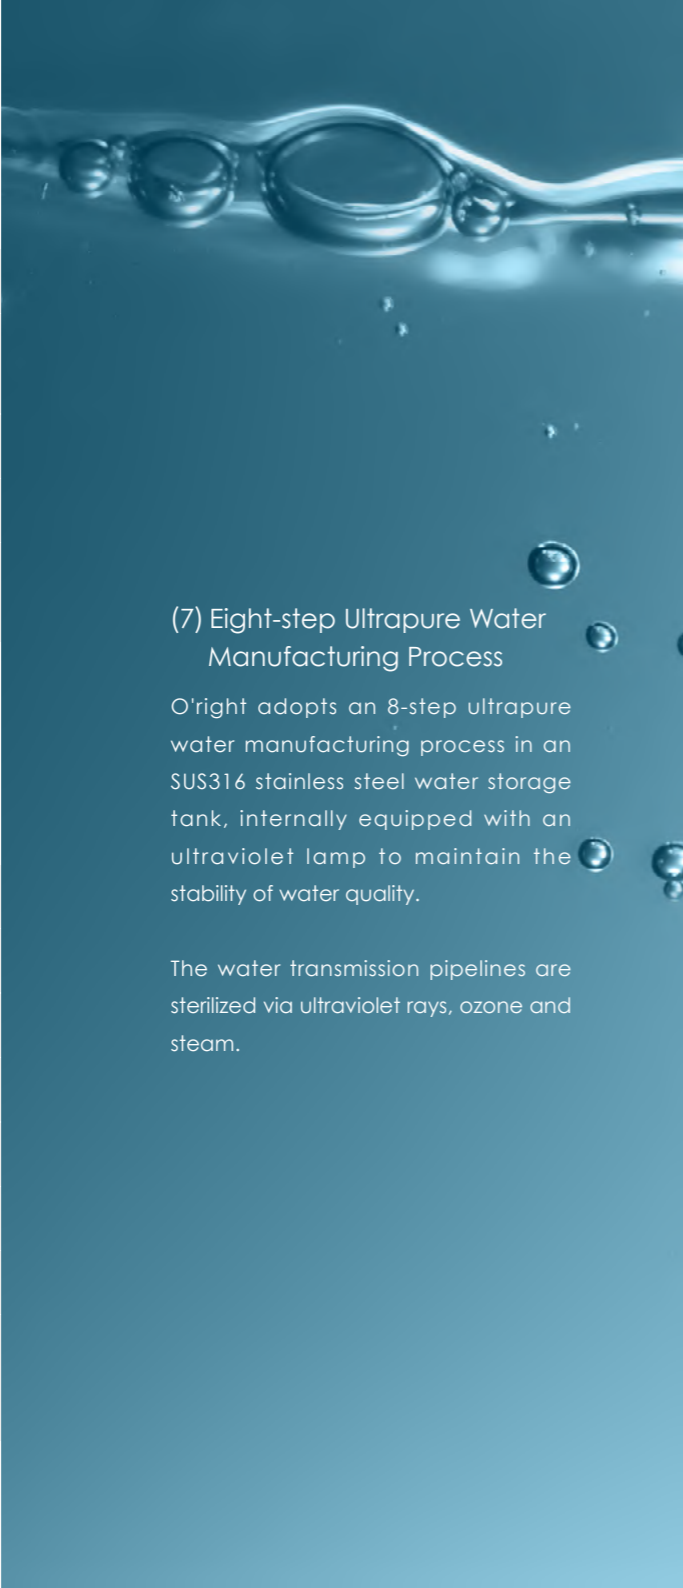 (7) Eight-step Ultrapure Water
Manufacturing Process
O'right adopts an 8-step ultrapure
water manufacturing process in an
SUS316 stainless steel water storage
tank, internally equipped with an
ultraviolet lamp to maintain the
stability of water quality.
The water transmission pipelines are
sterilized via ultraviolet rays, ozone and
steam.